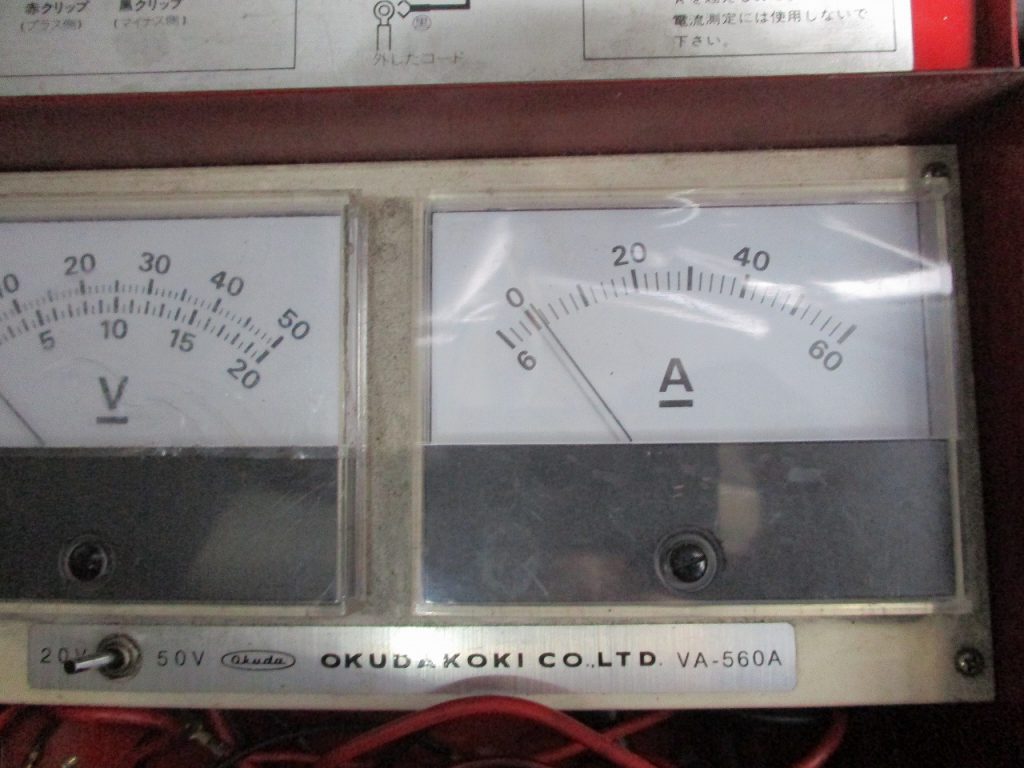 赤クリップ 黒クリップ
(プラス側) (マイナス側)
黒
外したコード
電流測定には使用しないで
下さい。
20 30 40 50
5 10 15 20
V
0 20 40 60
6
A
20V 50V Okuda OKUDAKOKI CO.,LTD. VA-560A